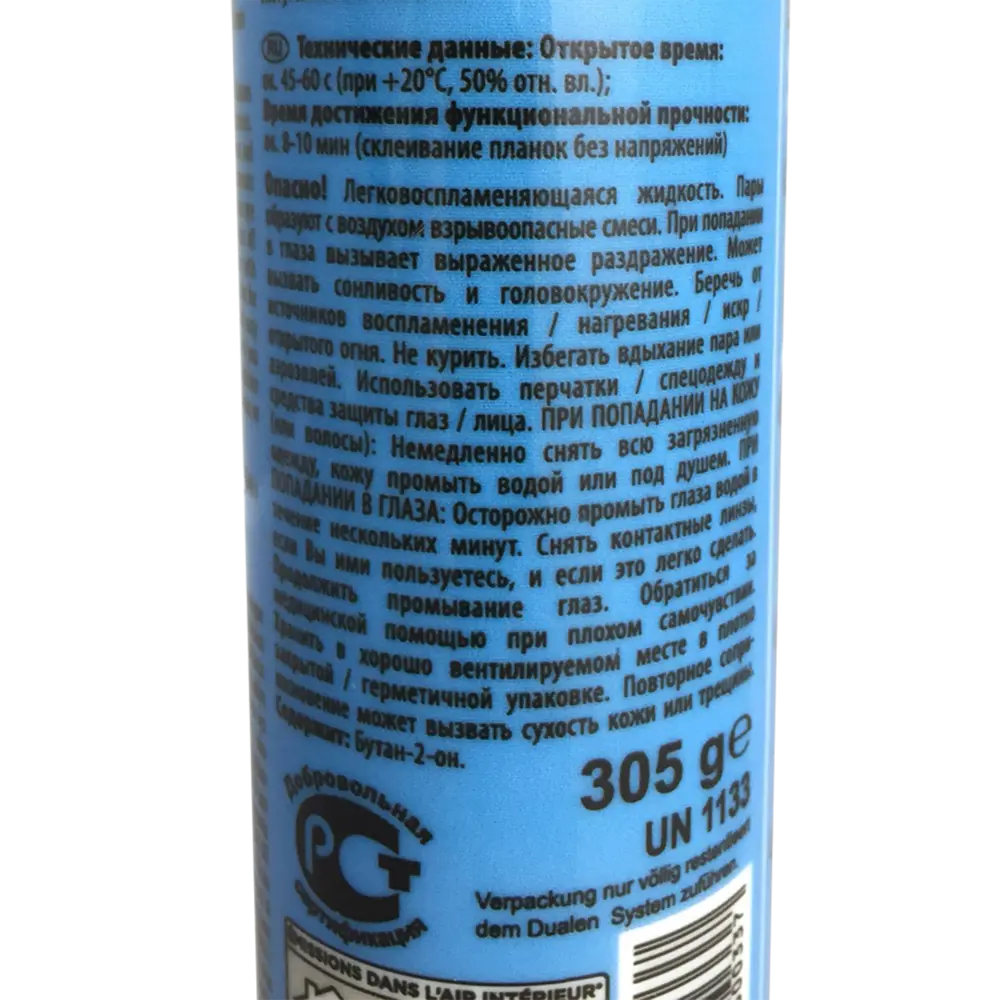 RU Технические данные: Открытое время:
ок. 45-60 с (при +20°C, 50% отн. вл.);
Время достижения функциональной прочности:
ок. 8-10 мин (склеивание планок без напряжений)
Опасно! Легковоспламеняющаяся жидкость. Пары
образуют с воздухом взрывоопасные смеси. При попадании
в глаза вызывает выраженное раздражение. Может
вызвать сонливость и головокружение. Беречь от
источников воспламенения / нагревания / искр /
открытого огня. Не курить. Избегать вдыхание пара или
аэрозолей. Использовать перчатки / спецодежду и
средства защиты глаз / лица. ПРИ ПОПАДАНИИ НА КОЖУ
(или волосы): Немедленно снять всю загрязненную
одежду, кожу промыть водой или под душем. ПРИ
ПОПАДАНИИ В ГЛАЗА: Осторожно промыть глаза водой в
течение нескольких минут. Снять контактные линзы,
если Вы ими пользуетесь, и если это легко сделать.
Продолжить промывание глаз. Обратиться за
медицинской помощью при плохом самочувствии.
Хранить в хорошо вентилируемом месте в плотно
закрытой / герметичной упаковке. Повторное сопри-
косновение может вызвать сухость кожи или трещины.
Содержит: Бутан-2-он.
305 g e
UN 1133
Добровольная
РСТ
сертификация
Verpackung nur völlig restentleert
dem Dualen System zuführen.
ÉMISSIONS DANS L'AIR INTÉRIEUR*